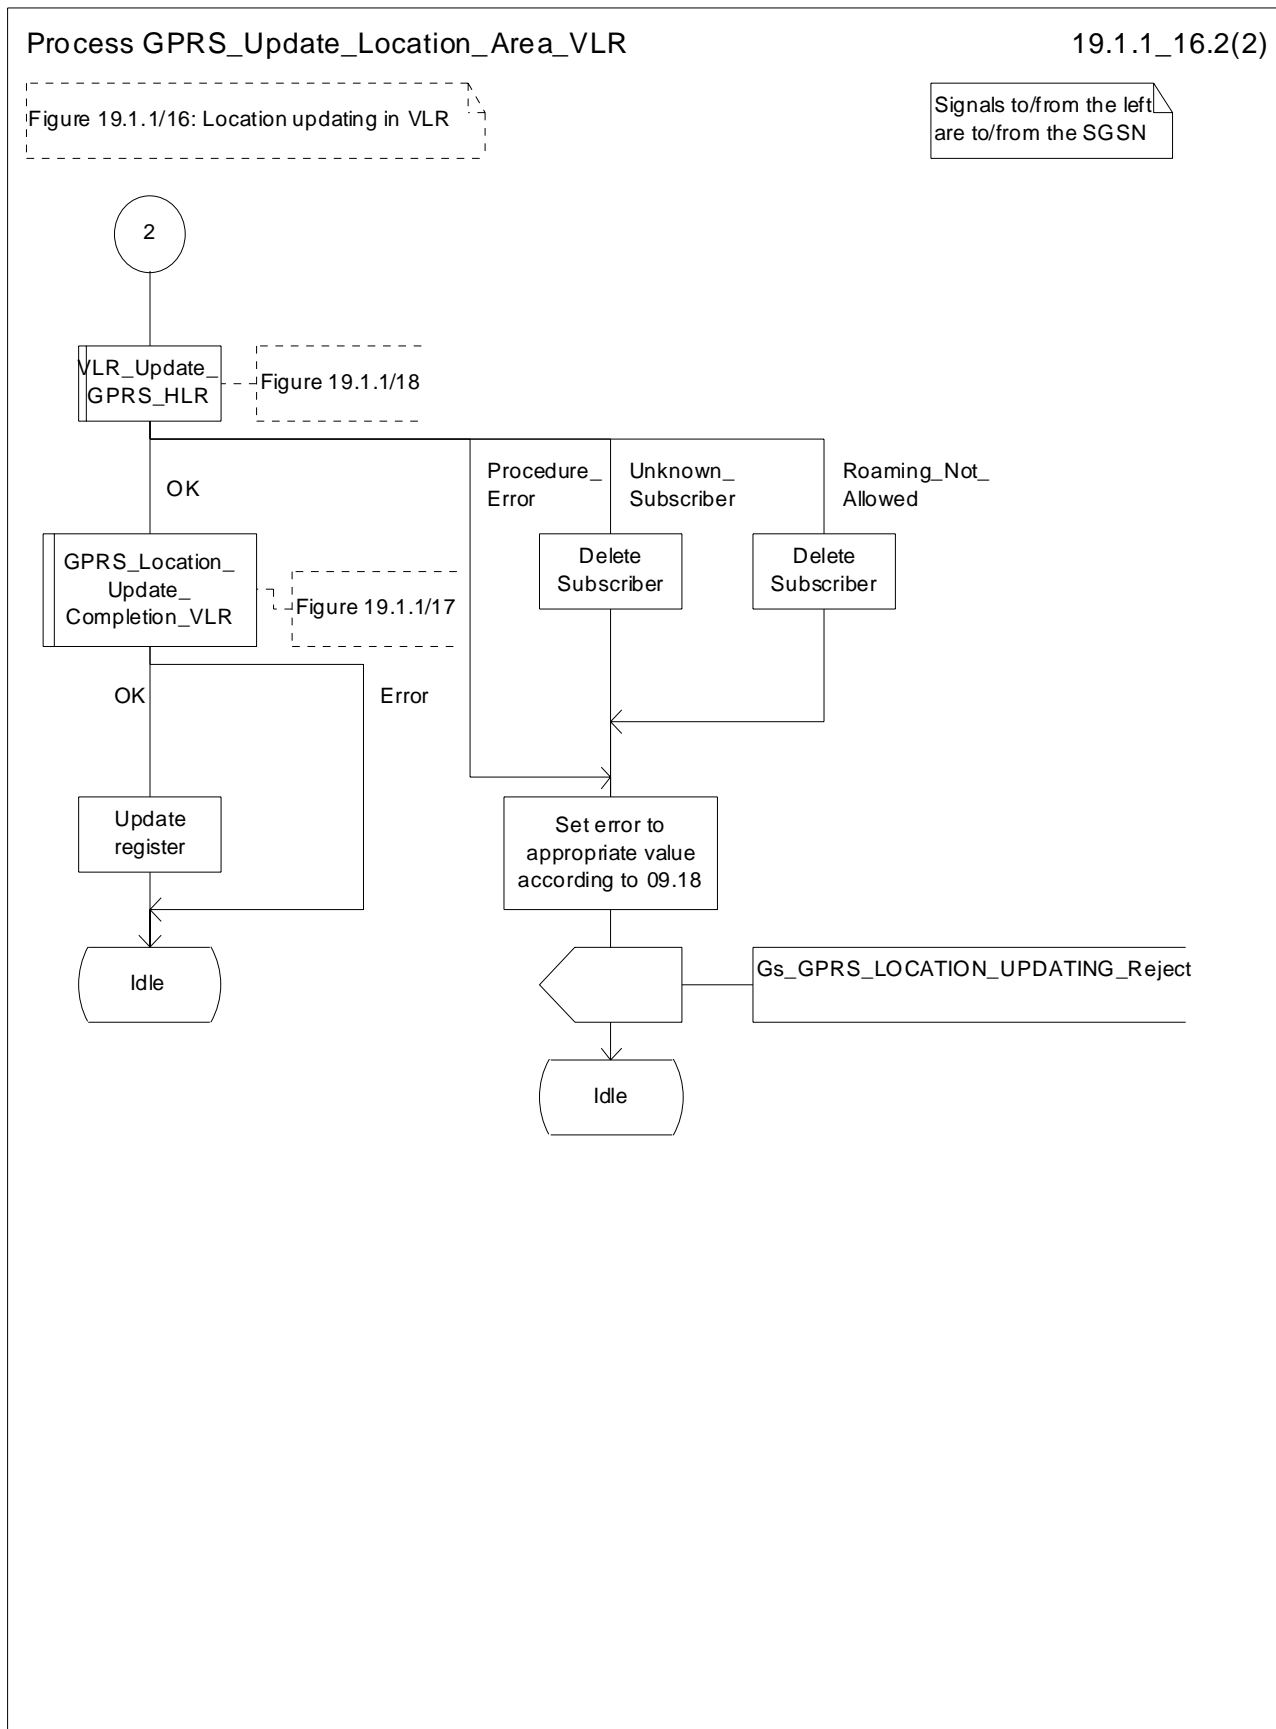 Process GPRS_Update_Location_Area_VLR
19.1.1_16.2(2)
Figure 19.1.1/16: Location updating in VLR
Signals to/from the left
are to/from the SGSN
2
VLR_Update_
GPRS_HLR
Figure 19.1.1/18
OK
Procedure_
Error
Unknown_
Subscriber
Roaming_Not_
Allowed
GPRS_Location_
Update_
Completion_VLR
Figure 19.1.1/17
Delete
Subscriber
Delete
Subscriber
OK
Error
Update
register
Set error to
appropriate value
according to 09.18
Idle
Gs_GPRS_LOCATION_UPDATING_Reject
Idle